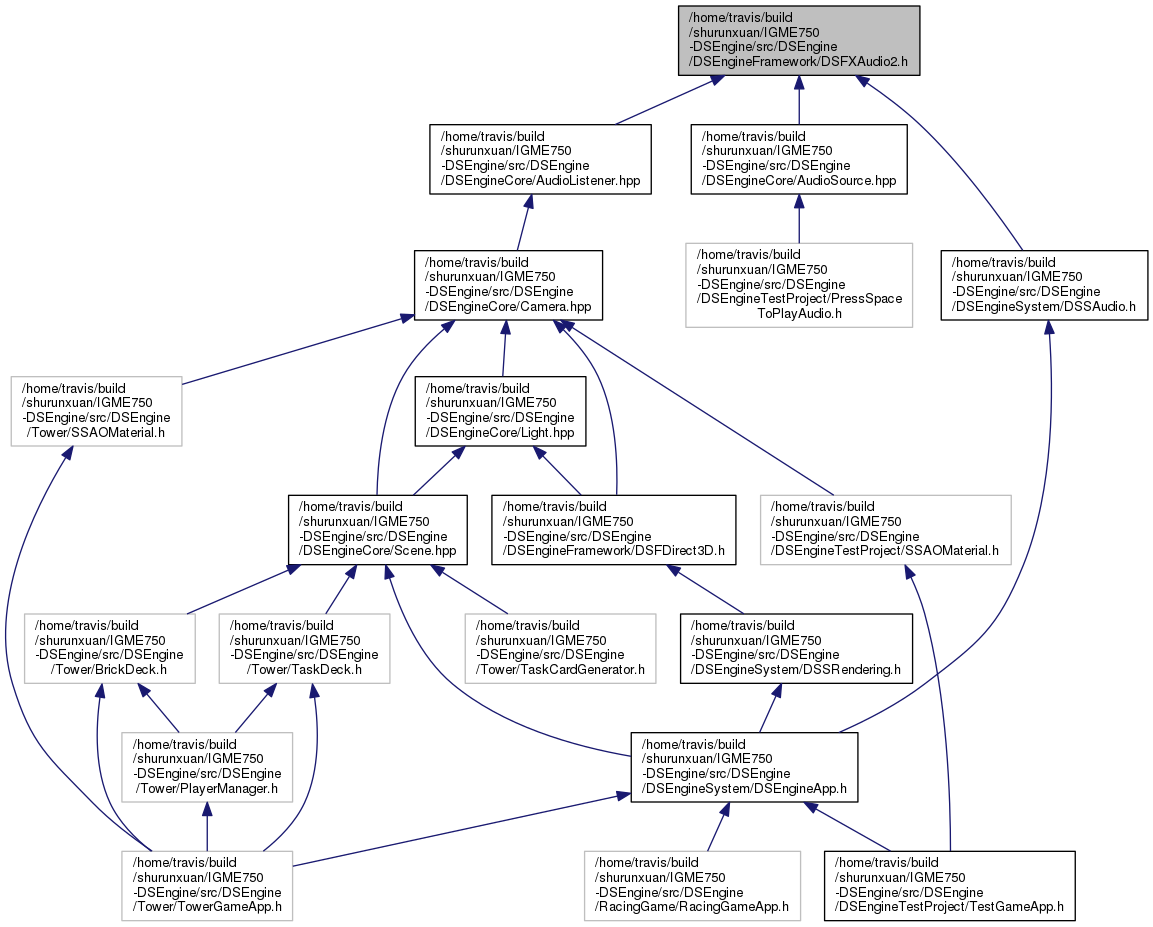 /home/travis/build
/shurunxuan/IGME750
-DSEngine/src/DSEngine
/DSEngineFramework/DSFXAudio2.h
/home/travis/build
/shurunxuan/IGME750
-DSEngine/src/DSEngine
/DSEngineCore/AudioListener.hpp
/home/travis/build
/shurunxuan/IGME750
-DSEngine/src/DSEngine
/DSEngineCore/AudioSource.hpp
/home/travis/build
/shurunxuan/IGME750
-DSEngine/src/DSEngine
/DSEngineCore/Camera.hpp
/home/travis/build
/shurunxuan/IGME750
-DSEngine/src/DSEngine
/DSEngineTestProject/PressSpace
ToPlayAudio.h
/home/travis/build
/shurunxuan/IGME750
-DSEngine/src/DSEngine
/DSEngineSystem/DSSAudio.h
/home/travis/build
/shurunxuan/IGME750
-DSEngine/src/DSEngine
/Tower/SSAOMaterial.h
/home/travis/build
/shurunxuan/IGME750
-DSEngine/src/DSEngine
/DSEngineCore/Light.hpp
/home/travis/build
/shurunxuan/IGME750
-DSEngine/src/DSEngine
/DSEngineCore/Scene.hpp
/home/travis/build
/shurunxuan/IGME750
-DSEngine/src/DSEngine
/DSEngineFramework/DSFDirect3D.h
/home/travis/build
/shurunxuan/IGME750
-DSEngine/src/DSEngine
/DSEngineTestProject/SSAOMaterial.h
/home/travis/build
/shurunxuan/IGME750
-DSEngine/src/DSEngine
/Tower/BrickDeck.h
/home/travis/build
/shurunxuan/IGME750
-DSEngine/src/DSEngine
/Tower/TaskDeck.h
/home/travis/build
/shurunxuan/IGME750
-DSEngine/src/DSEngine
/Tower/TaskCardGenerator.h
/home/travis/build
/shurunxuan/IGME750
-DSEngine/src/DSEngine
/DSEngineSystem/DSSRendering.h
/home/travis/build
/shurunxuan/IGME750
-DSEngine/src/DSEngine
/Tower/PlayerManager.h
/home/travis/build
/shurunxuan/IGME750
-DSEngine/src/DSEngine
/DSEngineSystem/DSEngineApp.h
/home/travis/build
/shurunxuan/IGME750
-DSEngine/src/DSEngine
/Tower/TowerGameApp.h
/home/travis/build
/shurunxuan/IGME750
-DSEngine/src/DSEngine
/RacingGame/RacingGameApp.h
/home/travis/build
/shurunxuan/IGME750
-DSEngine/src/DSEngine
/DSEngineTestProject/TestGameApp.h